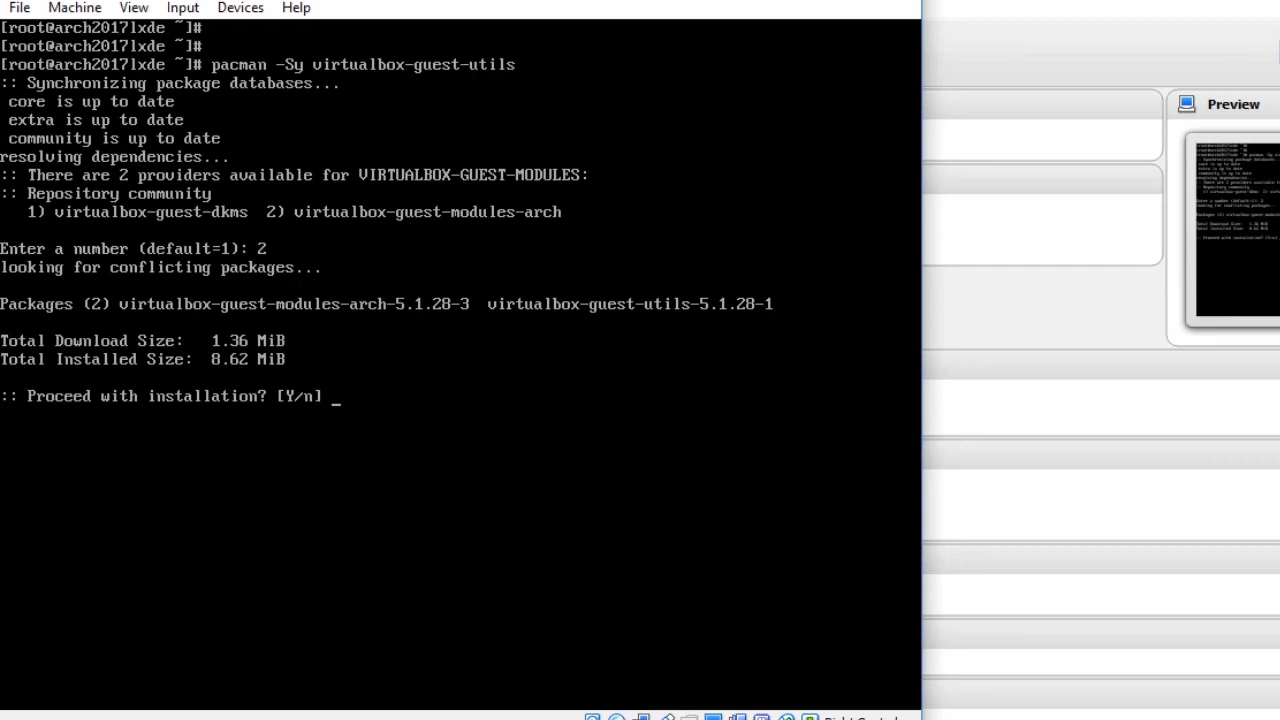 File Machine View Input Devices Help
[root@arch2017lxde ~]#
[root@arch2017lxde ~]#
[root@arch2017lxde ~]# pacman -Sy virtualbox-guest-utils
:: Synchronizing package databases...
core is up to date
extra is up to date
community is up to date
resolving dependencies...
:: There are 2 providers available for VIRTUALBOX-GUEST-MODULES:
:: Repository community
1) virtualbox-guest-dkms 2) virtualbox-guest-modules-arch
Enter a number (default=1): 2
looking for conflicting packages...
Packages (2) virtualbox-guest-modules-arch-5.1.28-3 virtualbox-guest-utils-5.1.28-1
Total Download Size: 1.36 MiB
Total Installed Size: 8.62 MiB
:: Proceed with installation? [Y/n] _
Preview